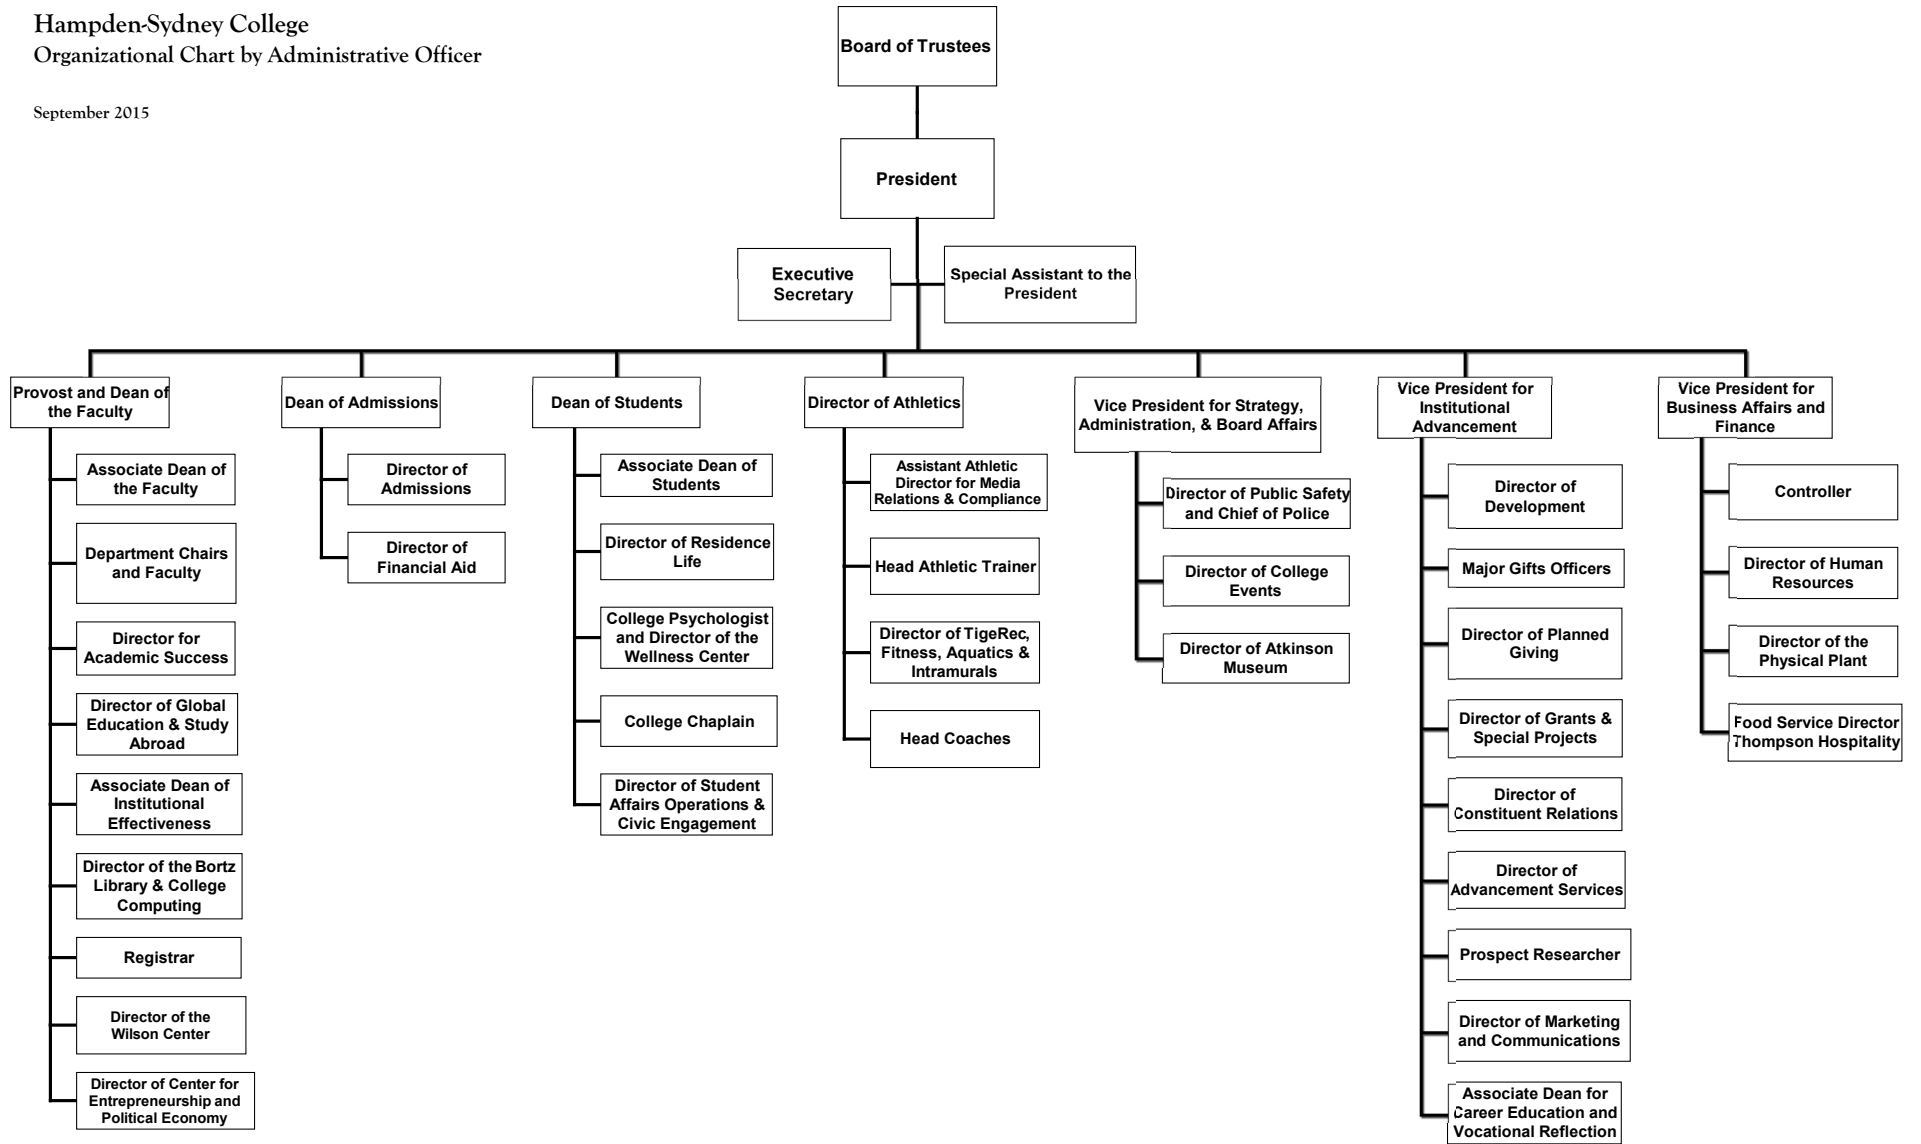 Hampden-Sydney College
Organizational Chart by Administrative Officer
September 2015
Board of Trustees
President
Executive
Secretary
Special Assistant to the
President
Provost and Dean of
the Faculty
Associate Dean of
the Faculty
Department Chairs
and Faculty
Director for
Academic Success
Director of Global
Education & Study
Abroad
Associate Dean of
Institutional
Effectiveness
Director of the Bortz
Library & College
Computing
Registrar
Director of the
Wilson Center
Director of Center for
Entrepreneurship and
Political Economy
Dean of Admissions
Director of
Admissions
Director of
Financial Aid
Dean of Students
Associate Dean of
Students
Director of Residence
Life
College Psychologist
and Director of the
Wellness Center
College Chaplain
Director of Student
Affairs Operations &
Civic Engagement
Director of Athletics
Assistant Athletic
Director for Media
Relations & Compliance
Head Athletic Trainer
Director of TigeRec,
Fitness, Aquatics &
Intramurals
Head Coaches
Vice President for Strategy,
Administration, & Board Affairs
Director of Public Safety
and Chief of Police
Director of College
Events
Director of Atkinson
Museum
Vice President for
Institutional
Advancement
Director of
Development
Major Gifts Officers
Director of Planned
Giving
Director of Grants &
Special Projects
Director of
Constituent Relations
Director of
Advancement Services
Prospect Researcher
Director of Marketing
and Communications
Associate Dean for
Career Education and
Vocational Reflection
Vice President for
Business Affairs and
Finance
Controller
Director of Human
Resources
Director of the
Physical Plant
Food Service Director
Thompson Hospitality